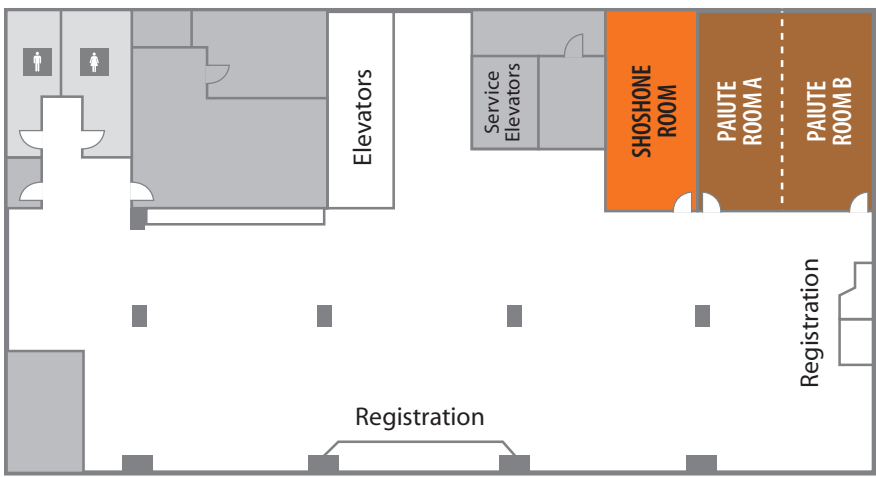 Elevators
Service
Elevators
SHOSHONE
ROOM
PAIUTE
ROOM A
PAIUTE
ROOM B
Registration
Registration